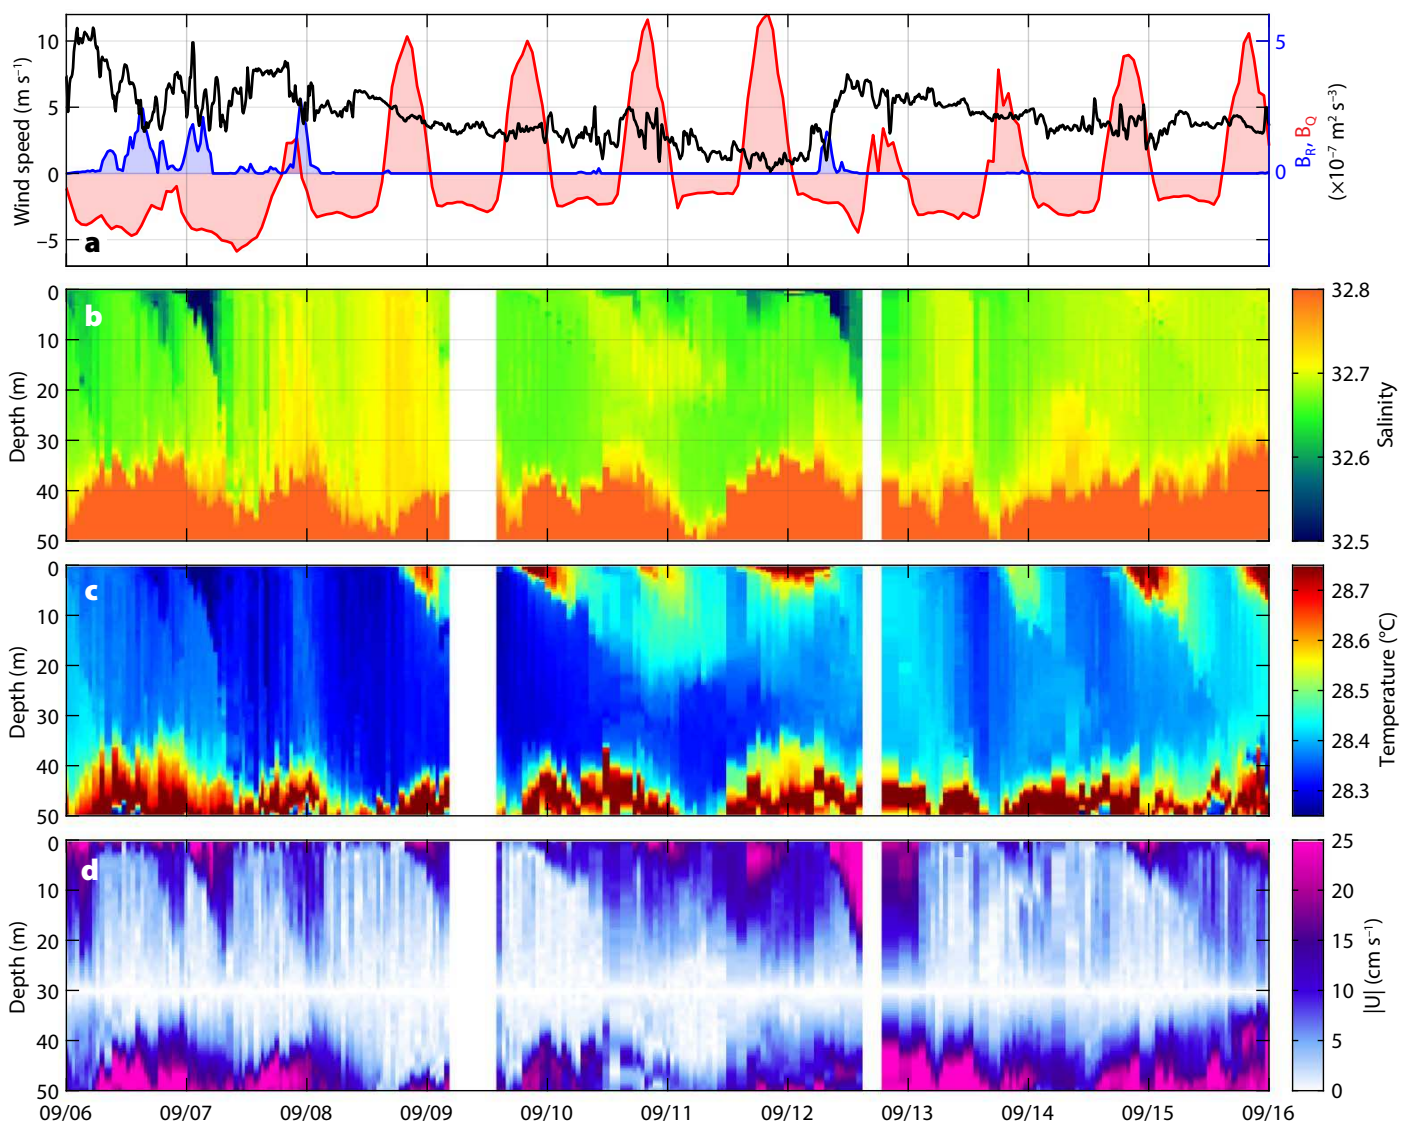 10
5
0
−5
Wind speed (m s⁻¹)
a
5
0
B_R, B_Q
(×10⁻⁷ m² s⁻³)
0
10
20
30
40
50
Depth (m)
b
32.8
32.7
32.6
32.5
Salinity
0
10
20
30
40
50
Depth (m)
c
28.7
28.6
28.5
28.4
28.3
Temperature (°C)
0
10
20
30
40
50
Depth (m)
d
25
20
15
10
5
0
|U| (cm s⁻¹)
09/06 09/07 09/08 09/09 09/10 09/11 09/12 09/13 09/14 09/15 09/16